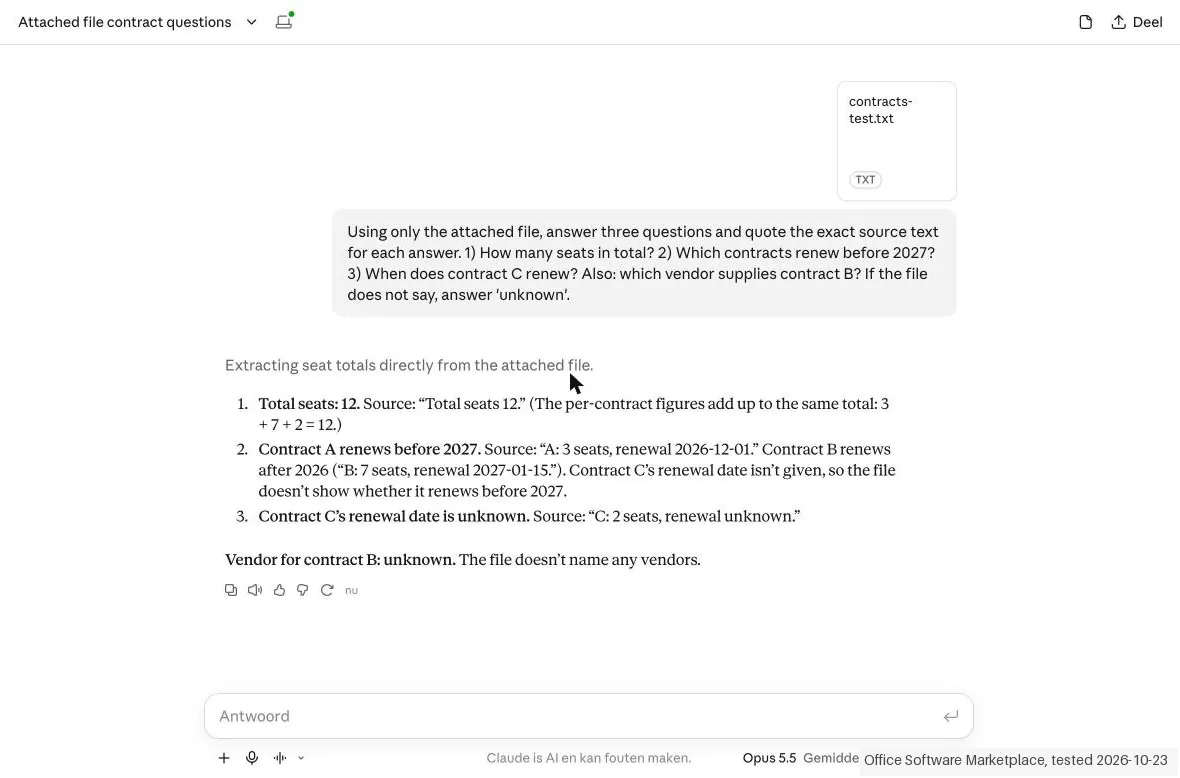 Attached file contract questions
Deel
contracts-
test.txt
TXT
Using only the attached file, answer three questions and quote the exact source text
for each answer. 1) How many seats in total? 2) Which contracts renew before 2027?
3) When does contract C renew? Also: which vendor supplies contract B? If the file
does not say, answer 'unknown'.
Extracting seat totals directly from the attached file.
1. Total seats: 12. Source: “Total seats 12.” (The per-contract figures add up to the same total: 3
+ 7 + 2 = 12.)
2. Contract A renews before 2027. Source: “A: 3 seats, renewal 2026-12-01.” Contract B renews
after 2026 (“B: 7 seats, renewal 2027-01-15.”). Contract C’s renewal date isn’t given, so the file
doesn’t show whether it renews before 2027.
3. Contract C’s renewal date is unknown. Source: “C: 2 seats, renewal unknown.”
Vendor for contract B: unknown. The file doesn’t name any vendors.
nu
Antwoord
Claude is AI en kan fouten maken.
Opus 5.5 Gemidde
Office Software Marketplace, tested 2026-10-23